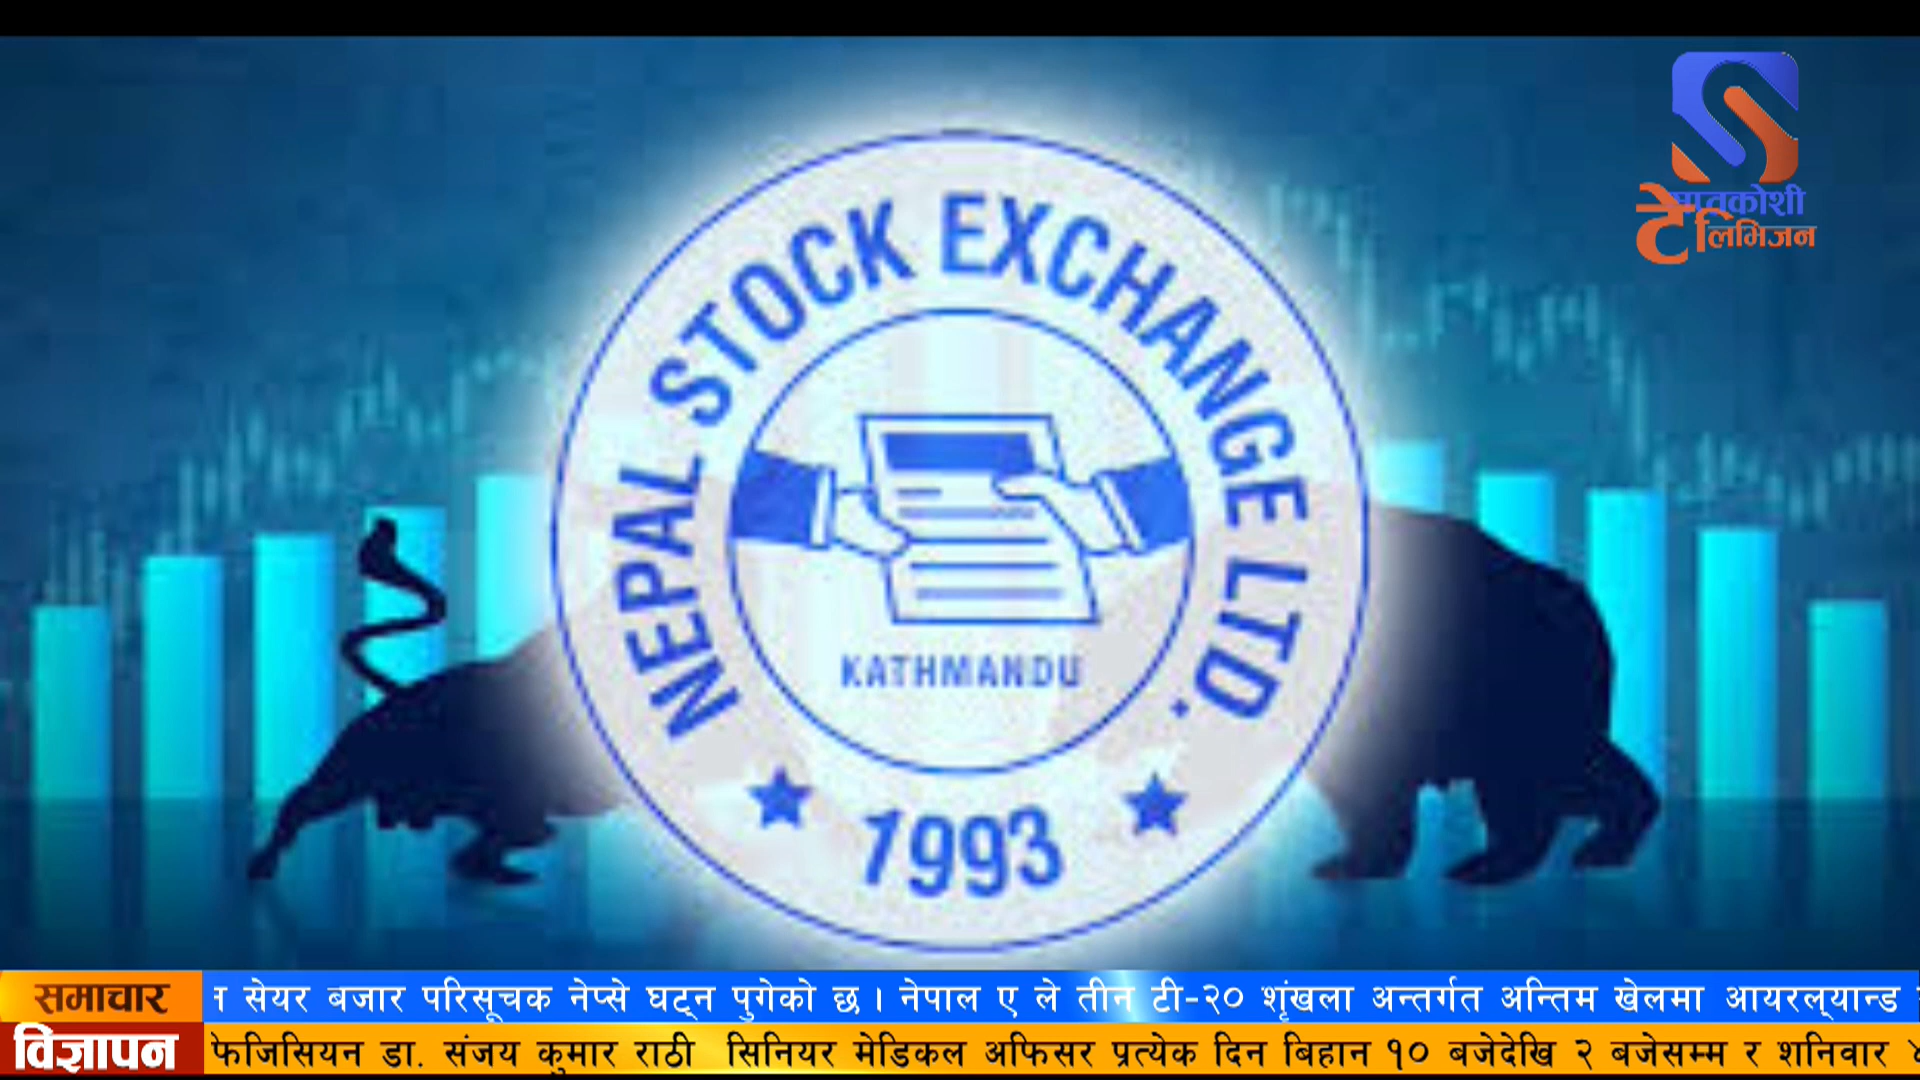 सातकोशी
टेलिभिजन
NEPAL STOCK EXCHANGE LTD.
KATHMANDU
1993
समाचार
न सेयर बजार परिसूचक नेप्से घट्न पुगेको छ । नेपाल ए ले तीन टी-२० शृंखला अन्तर्गत अन्तिम खेलमा आयरल्यान्ड
विज्ञापन
फिजिसियन डा. संजय कुमार राठी सिनियर मेडिकल अफिसर प्रत्येक दिन बिहान १० बजेदेखि २ बजेसम्म र शनिवार